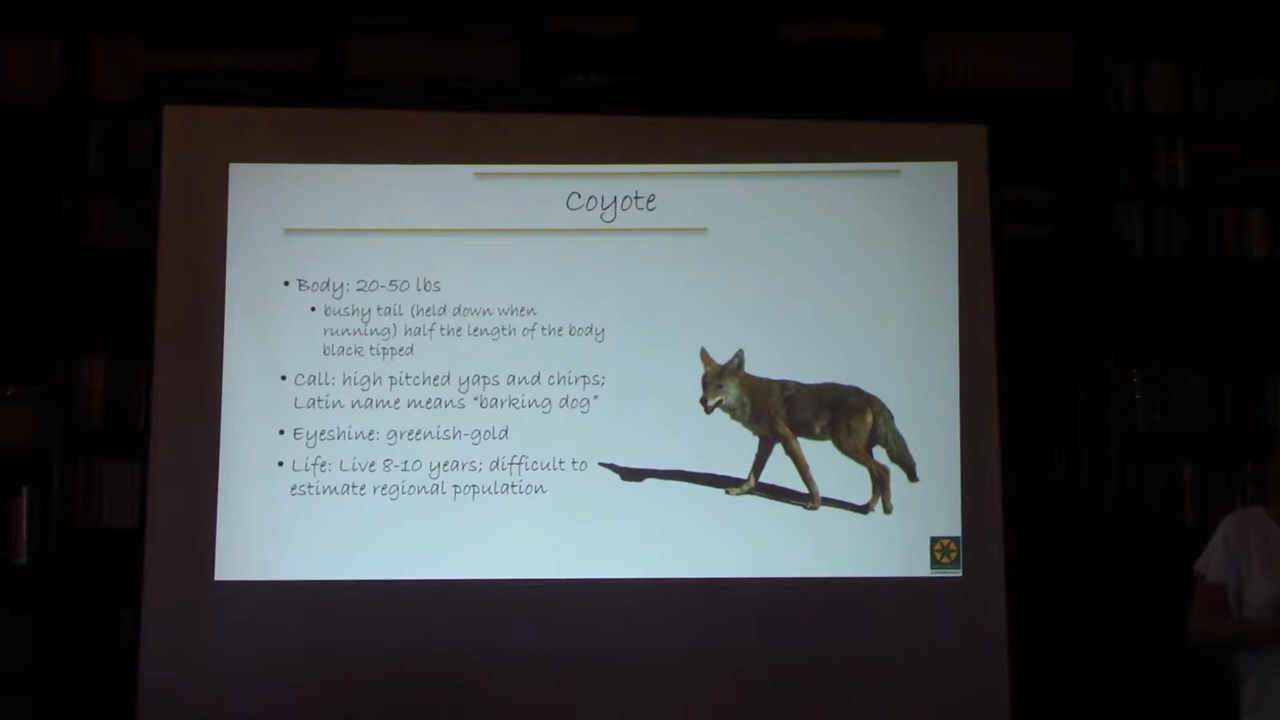 Coyote
• Body: 20-50 lbs
• bushy tail (held down when
running) half the length of the body
black tipped
• Call: high pitched yaps and chirps;
Latin name means "barking dog"
• Eyeshine: greenish-gold
• Life: Live 8-10 years; difficult to
estimate regional population